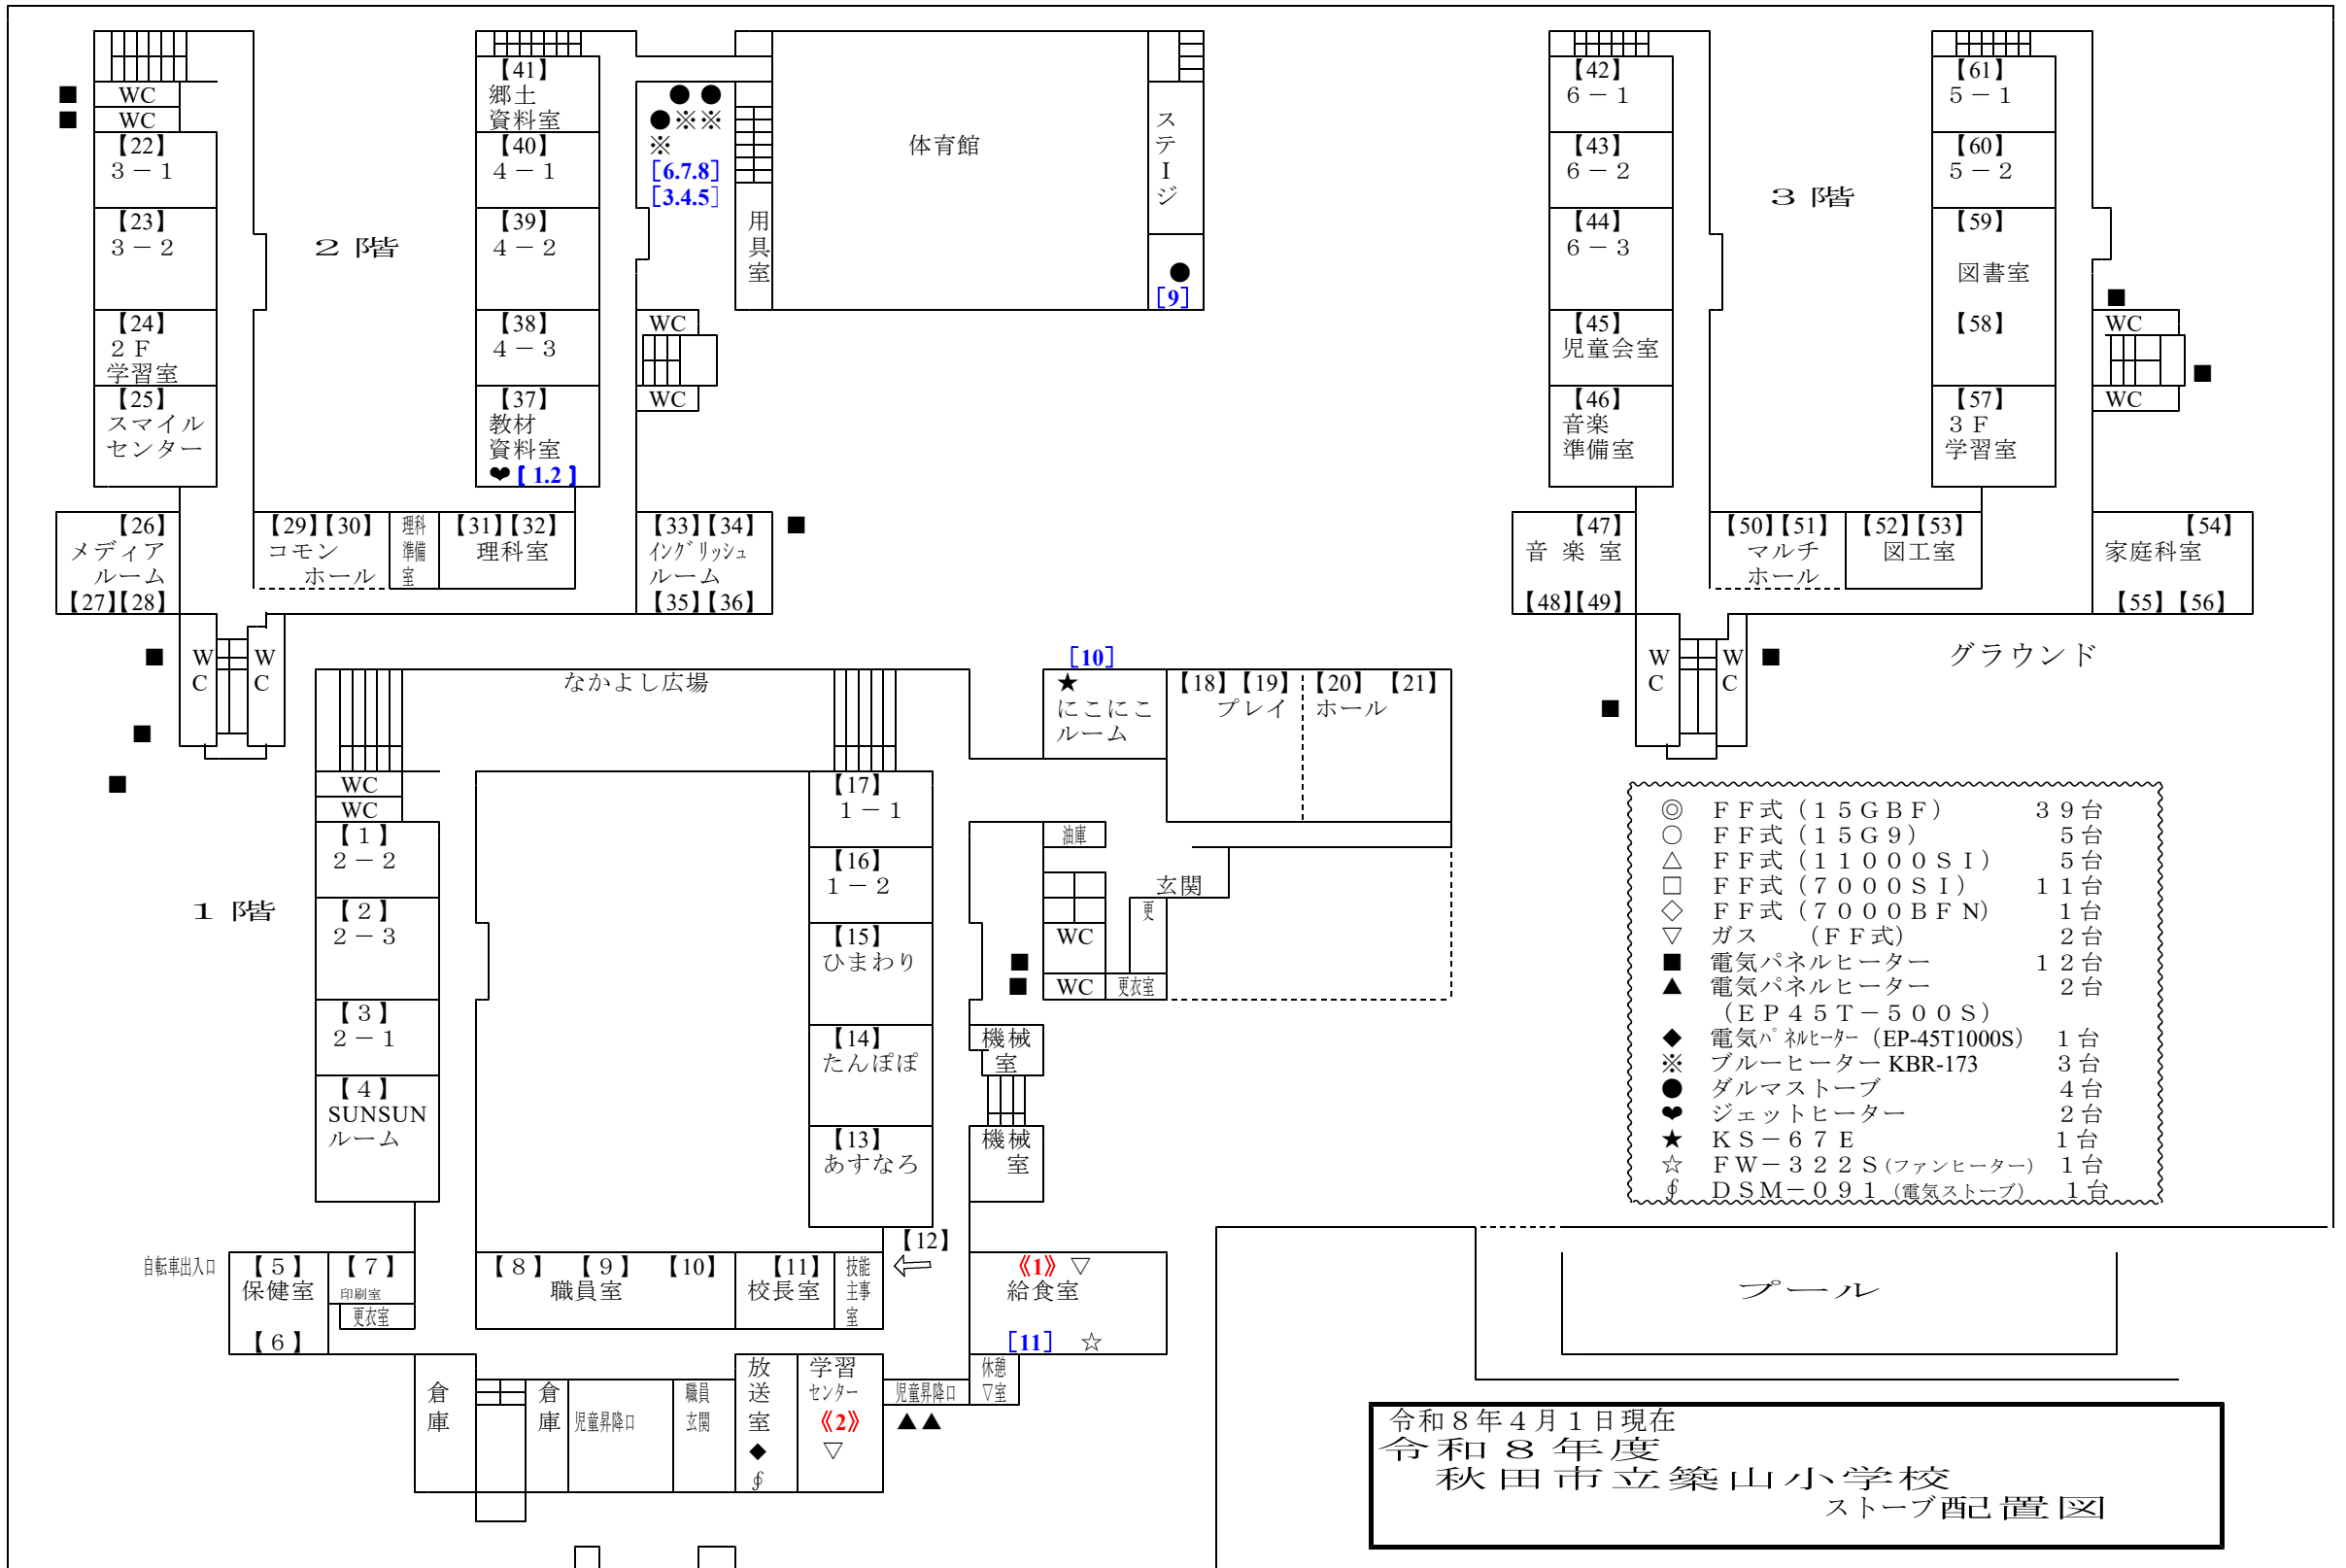 WC
WC
【22】
３－１
【23】
３－２
【24】
２Ｆ
学習室
【25】
スマイル
センター
２階
【41】
郷土
資料室
【40】
４－１
【39】
４－２
【38】
４－３
【37】
教材
資料室
❤[ 1.2 ]
● ●
●※※
※
[6.7.8]
[3.4.5]
用具室
体育館
ステＩジ
●
[9]
WC
WC
■
■
【26】
メディア
ルーム
【27】【28】
【29】【30】
コモン
ホール
理科
準備
室
【31】【32】
理科室
【33】【34】
イングリッシュ
ルーム
【35】【36】
■
WC
WC
■
■
■
【42】
６－１
【43】
６－２
【44】
６－３
【45】
児童会室
【46】
音楽
準備室
３階
【61】
５－１
【60】
５－２
【59】
図書室
【58】
【57】
３Ｆ
学習室
■
WC
■
WC
【47】
音 楽 室
【48】【49】
【50】【51】
マルチ
ホール
【52】【53】
図工室
【54】
家庭科室
【55】【56】
WC
WC
■
■
グラウンド
なかよし広場
WC
WC
【１】
２－２
【２】
２－３
【３】
２－１
【４】
SUNSUN
ルーム
１階
【17】
１－１
【16】
１－２
【15】
ひまわり
【14】
たんぽぽ
【13】
あすなろ
[10]
★
にこにこ
ルーム
【18】【19】
プレイ
【20】 【21】
ホール
油庫
玄関
更
WC
WC
更衣室
■
■
機械
室
機械
室
自転車出入口
【５】
保健室
【６】
【７】
印刷室
更衣室
【８】 【９】 【10】
職員室
【11】
校長室
技能
主事
室
【12】
⇐
《1》▽
給食室
[11] ☆
倉庫
倉庫
児童昇降口
職員
玄関
放送室
◆
∮
学習
センター
《2》
▽
児童昇降口
▲▲
休憩
▽室
◎ ＦＦ式（１５ＧＢＦ） ３９台
○ ＦＦ式（１５Ｇ９） ５台
△ ＦＦ式（１１０００ＳＩ） ５台
□ ＦＦ式（７０００ＳＩ） １１台
◇ ＦＦ式（７０００ＢＦＮ） １台
▽ ガス （ＦＦ式） ２台
■ 電気パネルヒーター １２台
▲ 電気パネルヒーター ２台
（ＥＰ４５Ｔ－５００Ｓ）
◆ 電気パネルヒーター（EP-45T1000S） １台
※ ブルーヒーター KBR-173 ３台
● ダルマストーブ ４台
❤ ジェットヒーター ２台
★ ＫＳ－６７Ｅ １台
☆ ＦＷ－３２２Ｓ（ファンヒーター） １台
∮ ＤＳＭ－０９１（電気ストーブ） １台
プール
令和８年４月１日現在
令和８年度
秋田市立築山小学校
ストーブ配置図